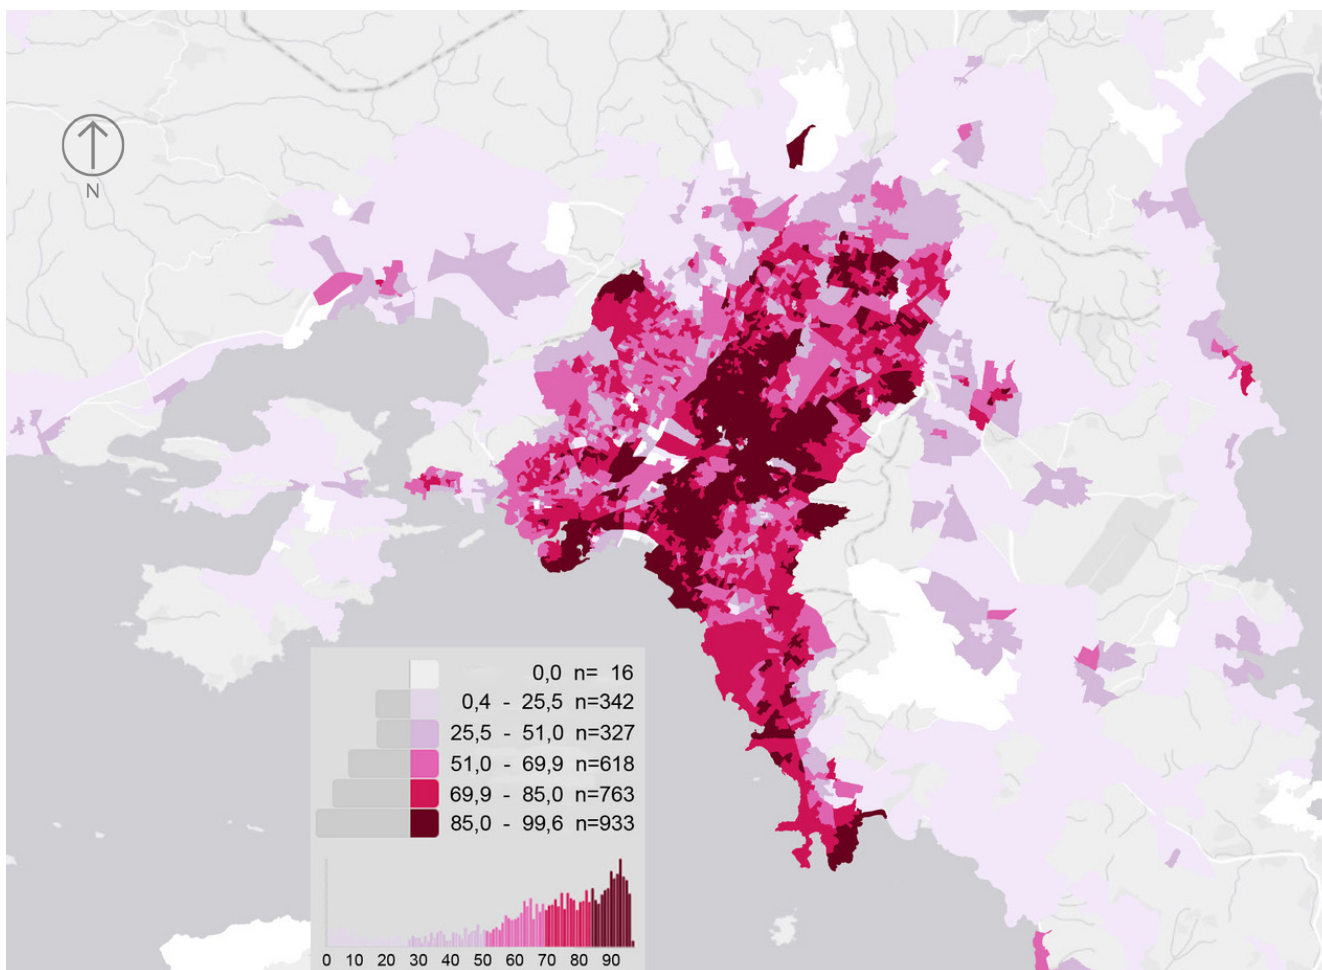 N
0,0 n= 16
0,4 - 25,5 n=342
25,5 - 51,0 n=327
51,0 - 69,9 n=618
69,9 - 85,0 n=763
85,0 - 99,6 n=933
0 10 20 30 40 50 60 70 80 90